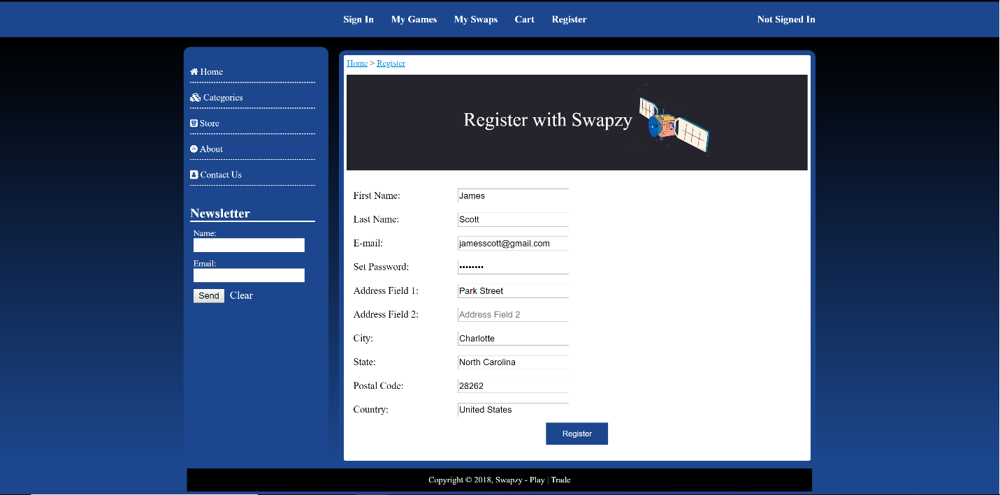 Sign In My Games My Swaps Cart Register Not Signed In
Home
Categories
Store
About
Contact Us
Newsletter
Name:
Email:
Send Clear
Home > Register
Register with Swapzy
First Name: James
Last Name: Scott
E-mail: jamesscott@gmail.com
Set Password: ••••••••
Address Field 1: Park Street
Address Field 2: Address Field 2
City: Charlotte
State: North Carolina
Postal Code: 28262
Country: United States
Register
Copyright © 2018, Swapzy - Play | Trade